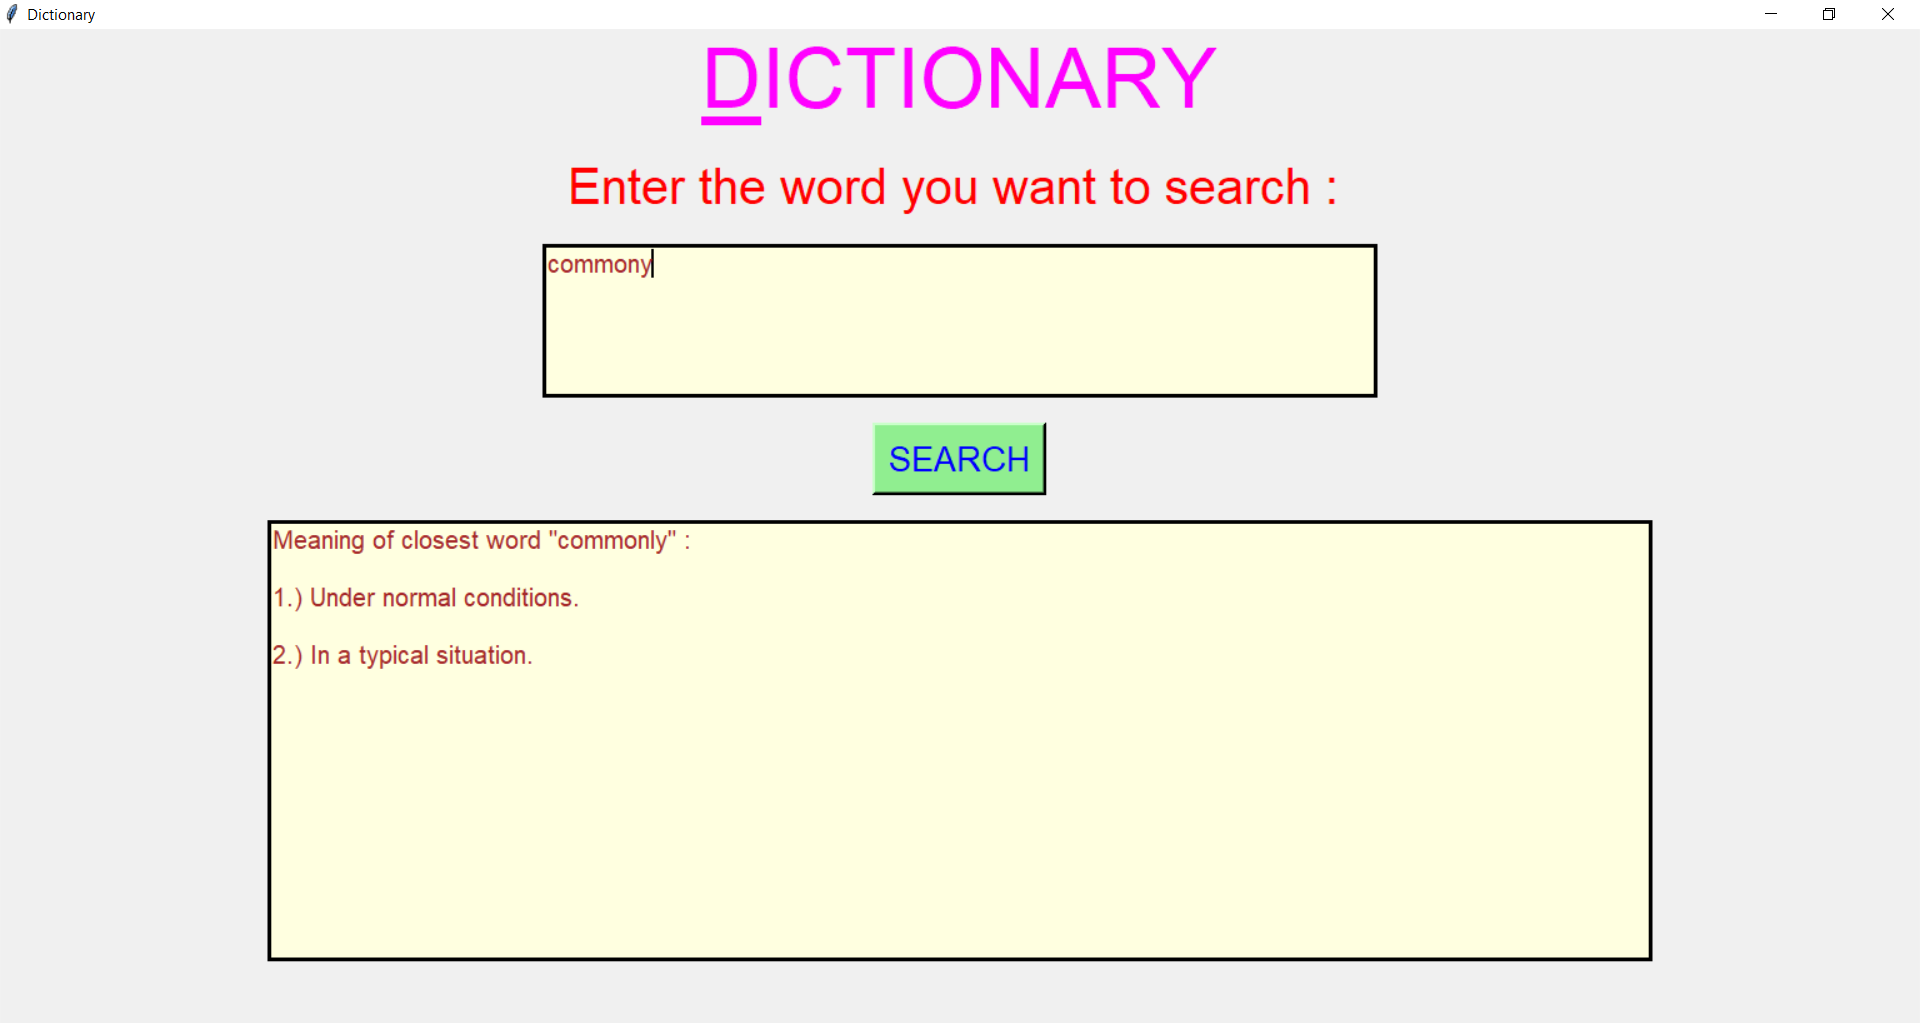 Dictionary
DICTIONARY
Enter the word you want to search :
commony
SEARCH
Meaning of closest word "commonly" :
1.) Under normal conditions.
2.) In a typical situation.